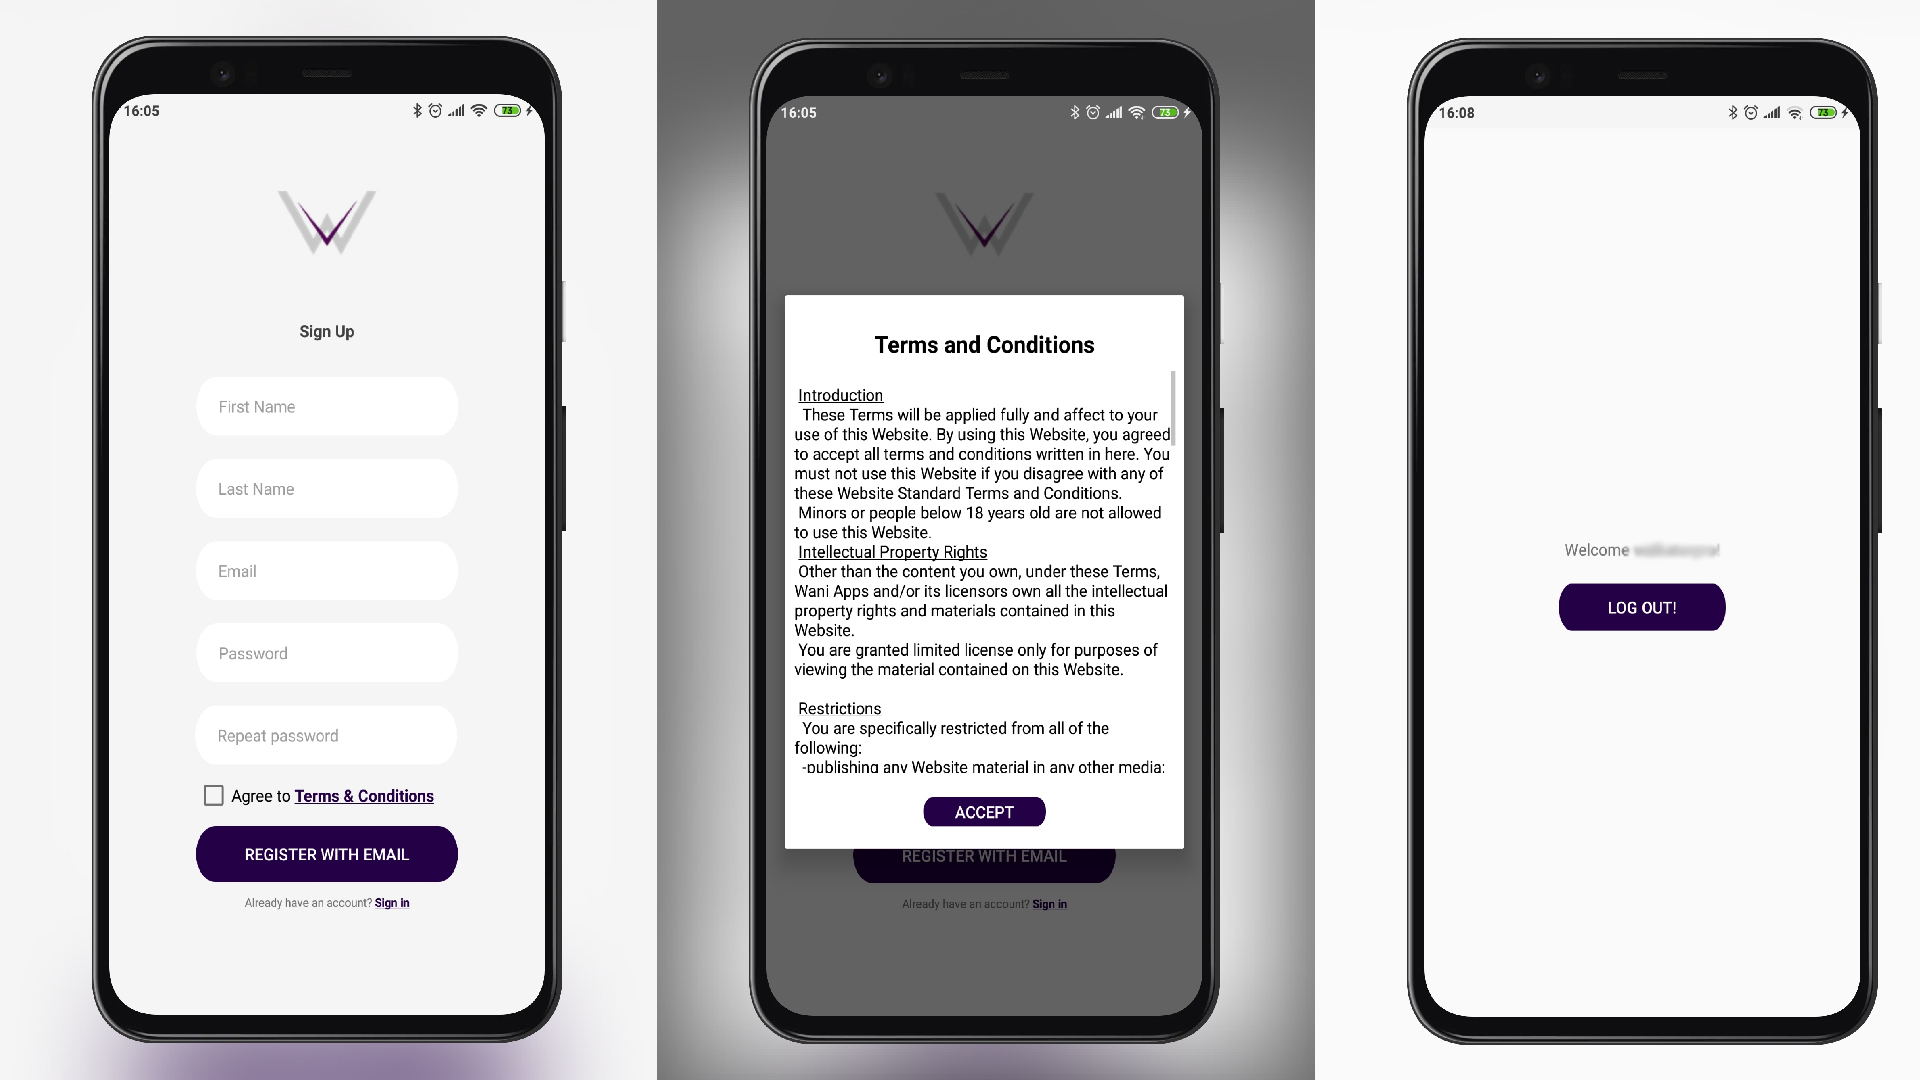 16:05
73
Sign Up
First Name
Last Name
Email
Password
Repeat password
Agree to Terms & Conditions
REGISTER WITH EMAIL
Already have an account? Sign in
16:05
73
Terms and Conditions
Introduction
These Terms will be applied fully and affect to your
use of this Website. By using this Website, you agreed
to accept all terms and conditions written in here. You
must not use this Website if you disagree with any of
these Website Standard Terms and Conditions.
Minors or people below 18 years old are not allowed
to use this Website.
Intellectual Property Rights
Other than the content you own, under these Terms,
Wani Apps and/or its licensors own all the intellectual
property rights and materials contained in this
Website.
You are granted limited license only for purposes of
viewing the material contained on this Website.
Restrictions
You are specifically restricted from all of the
following:
-publishing any Website material in any other media;
ACCEPT
REGISTER WITH EMAIL
Already have an account? Sign in
16:08
73
Welcome
LOG OUT!